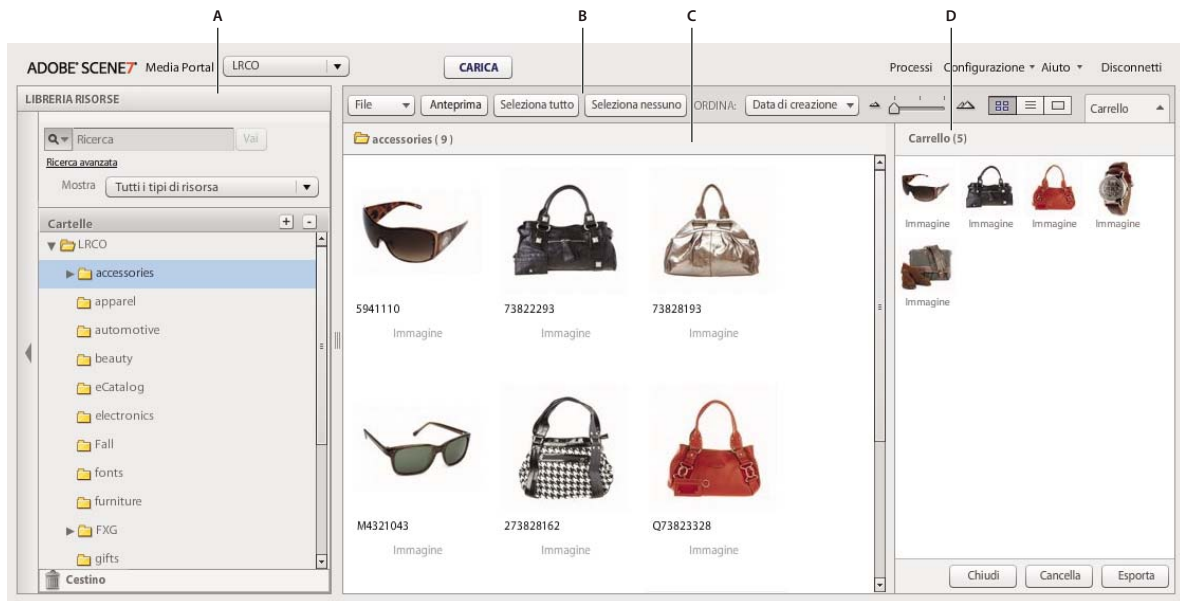 A B C D
ADOBE® SCENE7® Media Portal LRCO CARICA Processi Configurazione Aiuto Disconnetti
LIBRERIA RISORSE
File Anteprima Seleziona tutto Seleziona nessuno ORDINA: Data di creazione Carrello
Ricerca Vai
Ricerca avanzata
Mostra Tutti i tipi di risorsa
Cartelle + -
LRCO
accessories
apparel
automotive
beauty
eCatalog
electronics
Fall
fonts
furniture
FXG
gifts
Cestino
accessories ( 9 )
5941110 73822293 73828193
Immagine Immagine Immagine
M4321043 273828162 Q73823328
Immagine Immagine Immagine
Carrello (5)
Immagine Immagine Immagine Immagine
Immagine
Chiudi Cancella Esporta